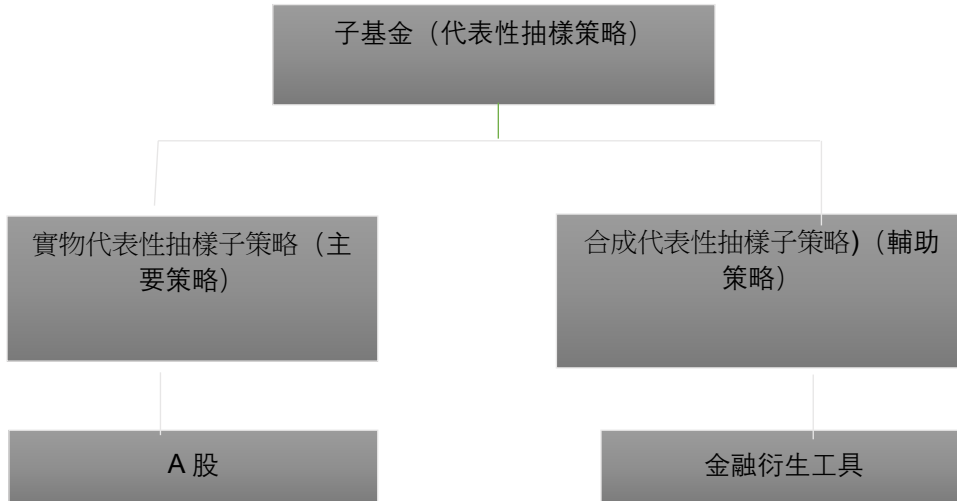 子基金（代表性抽樣策略）
實物代表性抽樣子策略（主
要策略）
合成代表性抽樣子策略)（輔助
策略）
A 股
金融衍生工具